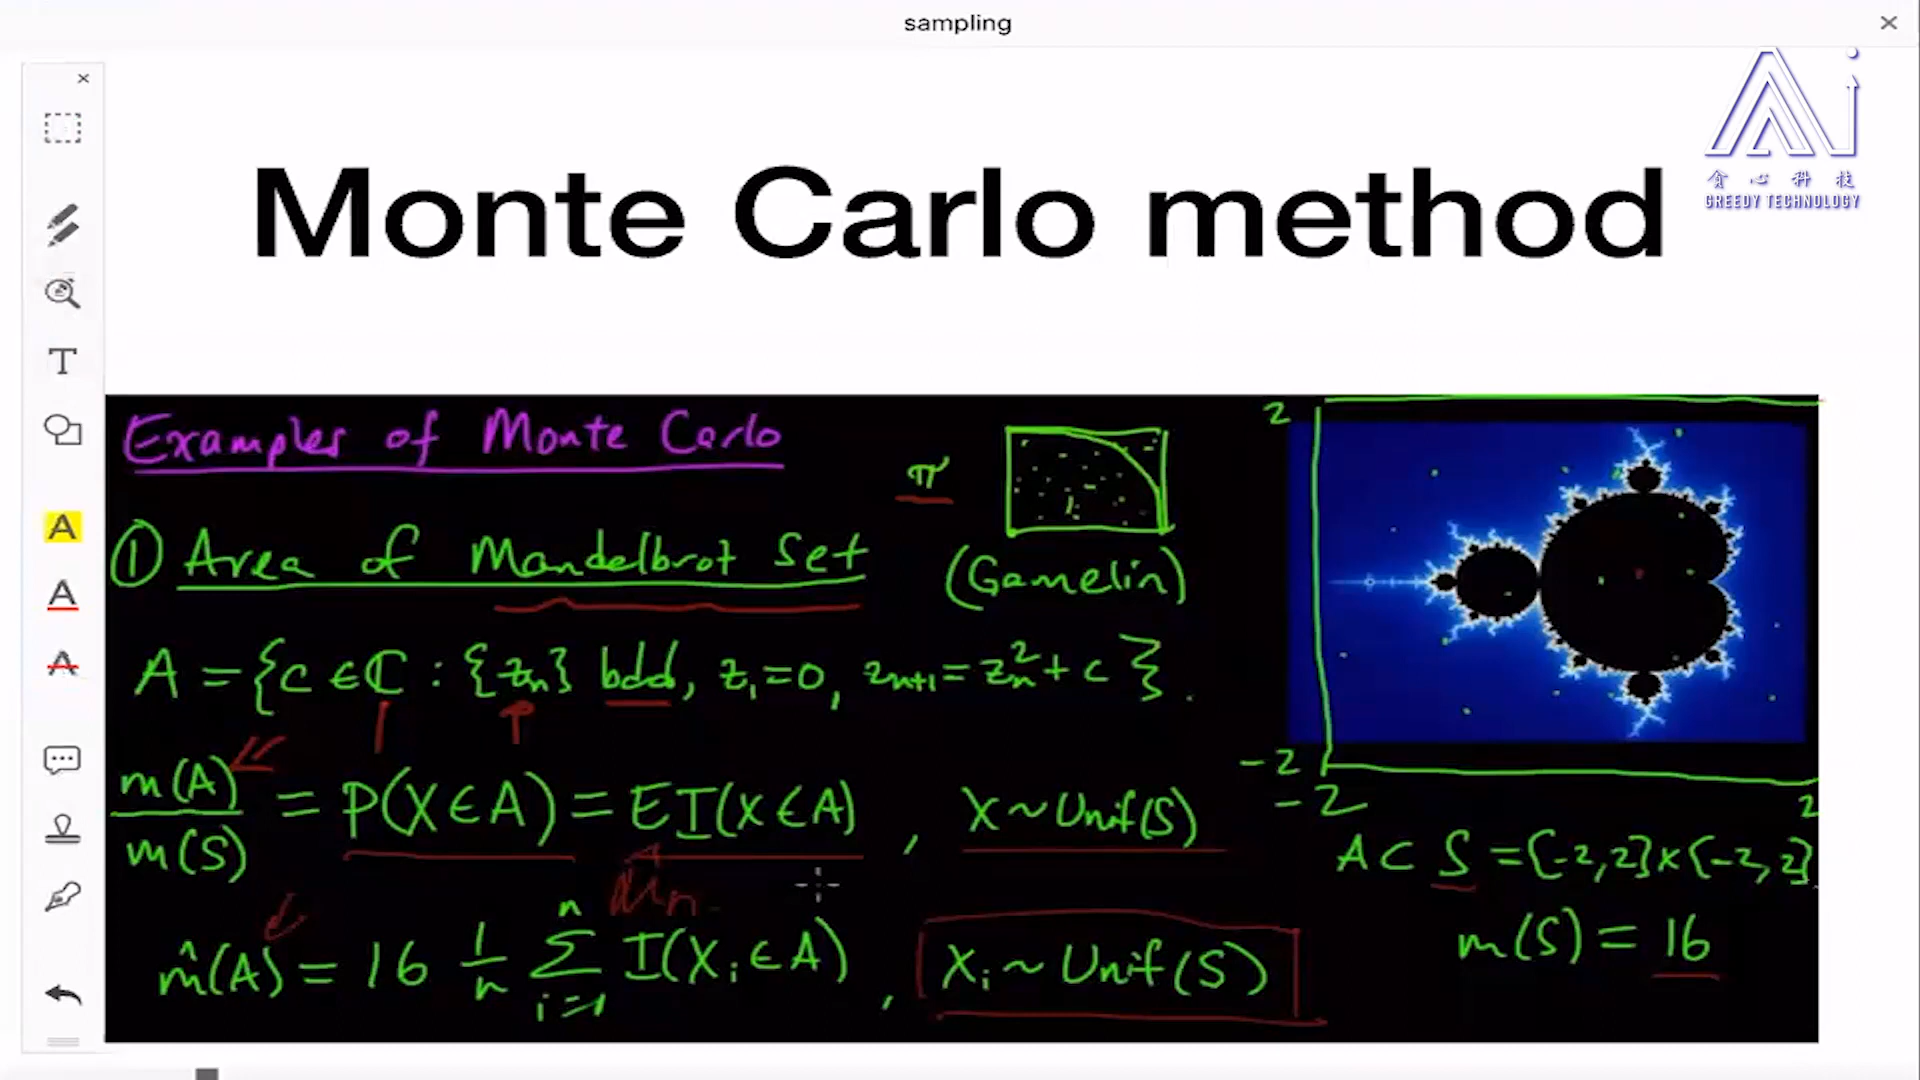 sampling
贪心科技
GREEDY TECHNOLOGY
Monte Carlo method
Examples of Monte Carlo
π
(Gamelin)
① Area of Mandelbrot Set
A = {c ∈ ℂ : {zₙ} bdd, z₁=0, zₙ₊₁=zₙ²+c}.
m(A)/m(S) = P(X∈A) = E I(X∈A), X~Unif(S)
m̂(A) = 16 1/n Σⁿᵢ₌₁ I(Xᵢ∈A), Xᵢ~Unif(S)
2
-2
-2 2
A ⊂ S = [-2,2]×[-2,2].
m(S) = 16